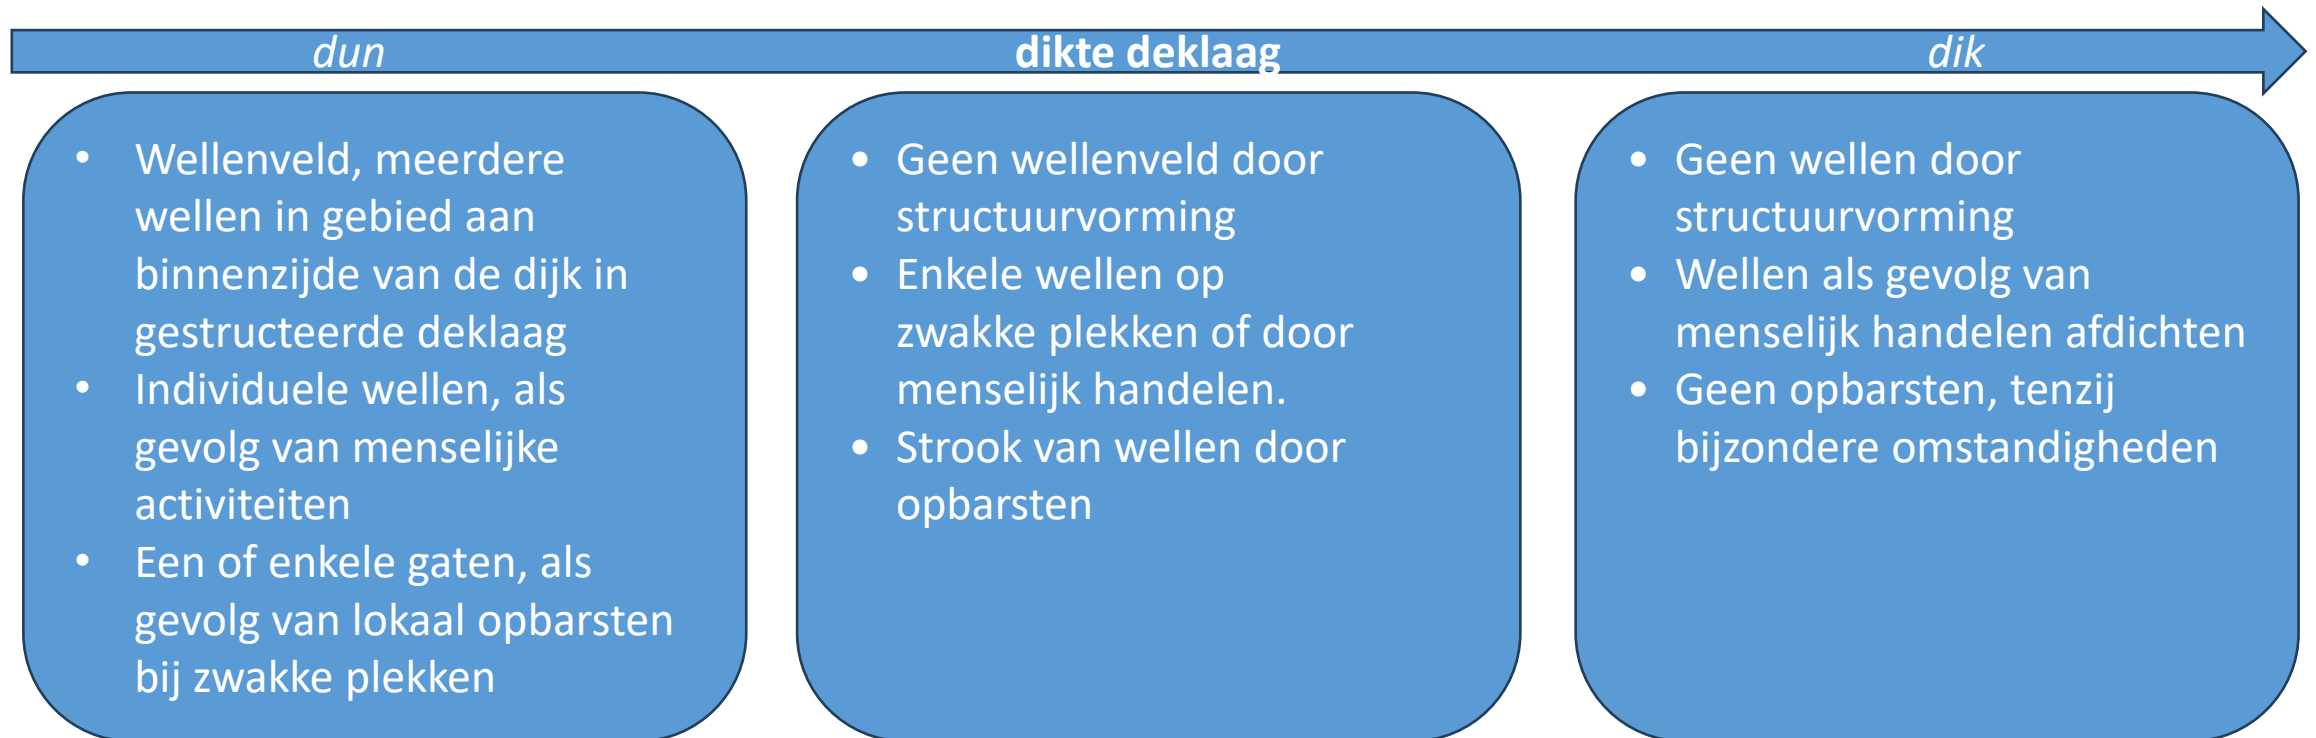 dun dikte deklaag dik
• Wellenveld, meerdere
wellen in gebied aan
binnenzijde van de dijk in
gestructeerde deklaag
• Individuele wellen, als
gevolg van menselijke
activiteiten
• Een of enkele gaten, als
gevolg van lokaal opbarsten
bij zwakke plekken
• Geen wellenveld door
structuurvorming
• Enkele wellen op
zwakke plekken of door
menselijk handelen.
• Strook van wellen door
opbarsten
• Geen wellen door
structuurvorming
• Wellen als gevolg van
menselijk handelen afdichten
• Geen opbarsten, tenzij
bijzondere omstandigheden